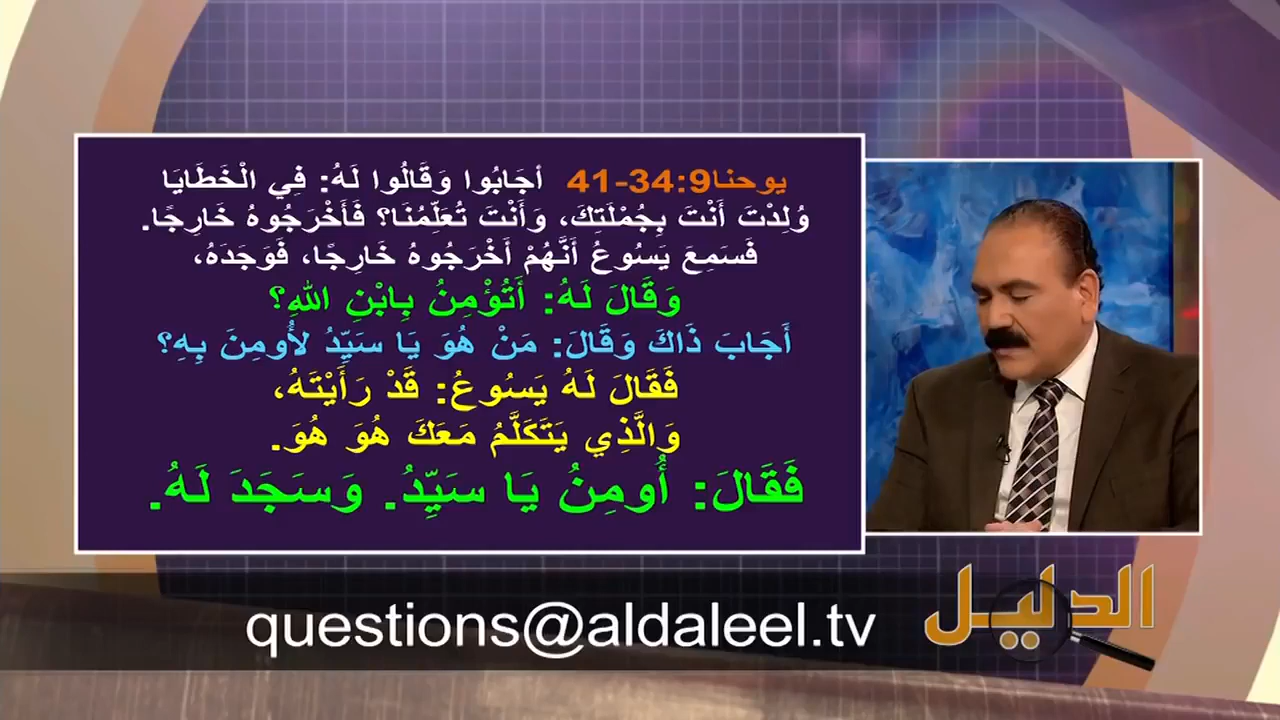 يوحنا9:34-41 أجَابُوا وَقَالُوا لَهُ: فِي الْخَطَايَا
وُلِدْتَ أَنْتَ بِجُمْلَتِكَ، وَأَنْتَ تُعَلِّمُنَا؟ فَأَخْرَجُوهُ خَارِجًا.
فَسَمِعَ يَسُوعُ أَنَّهُمْ أَخْرَجُوهُ خَارِجًا، فَوَجَدَهُ،
وَقَالَ لَهُ: أَتُؤْمِنُ بِابْنِ اللهِ؟
أَجَابَ ذَاكَ وَقَالَ: مَنْ هُوَ يَا سَيِّدُ لأُومِنَ بِهِ؟
فَقَالَ لَهُ يَسُوعُ: قَدْ رَأَيْتَهُ،
وَالَّذِي يَتَكَلَّمُ مَعَكَ هُوَ هُوَ.
فَقَالَ: أُومِنُ يَا سَيِّدُ. وَسَجَدَ لَهُ.
الدليل
questions@aldaleel.tv